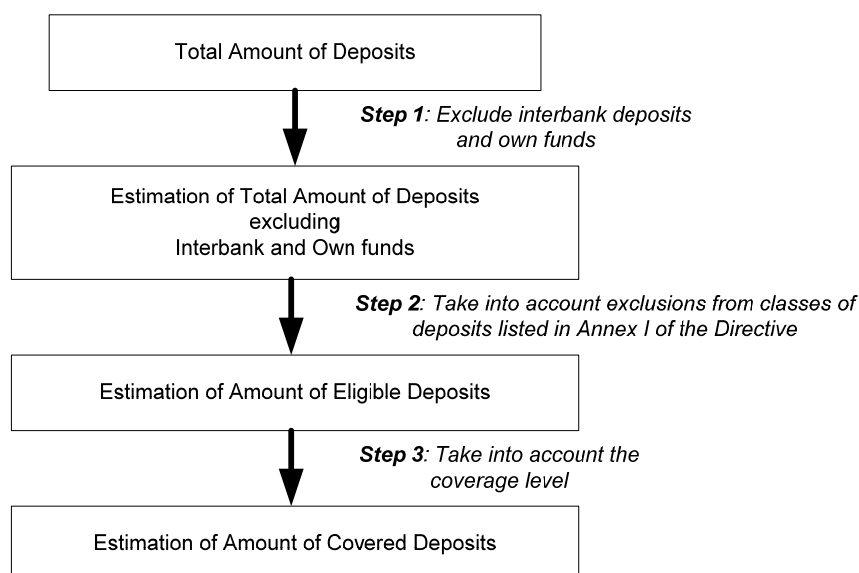 Total Amount of Deposits
Step 1: Exclude interbank deposits
and own funds
Estimation of Total Amount of Deposits
excluding
Interbank and Own funds
Step 2: Take into account exclusions from classes of
deposits listed in Annex I of the Directive
Estimation of Amount of Eligible Deposits
Step 3: Take into account the
coverage level
Estimation of Amount of Covered Deposits